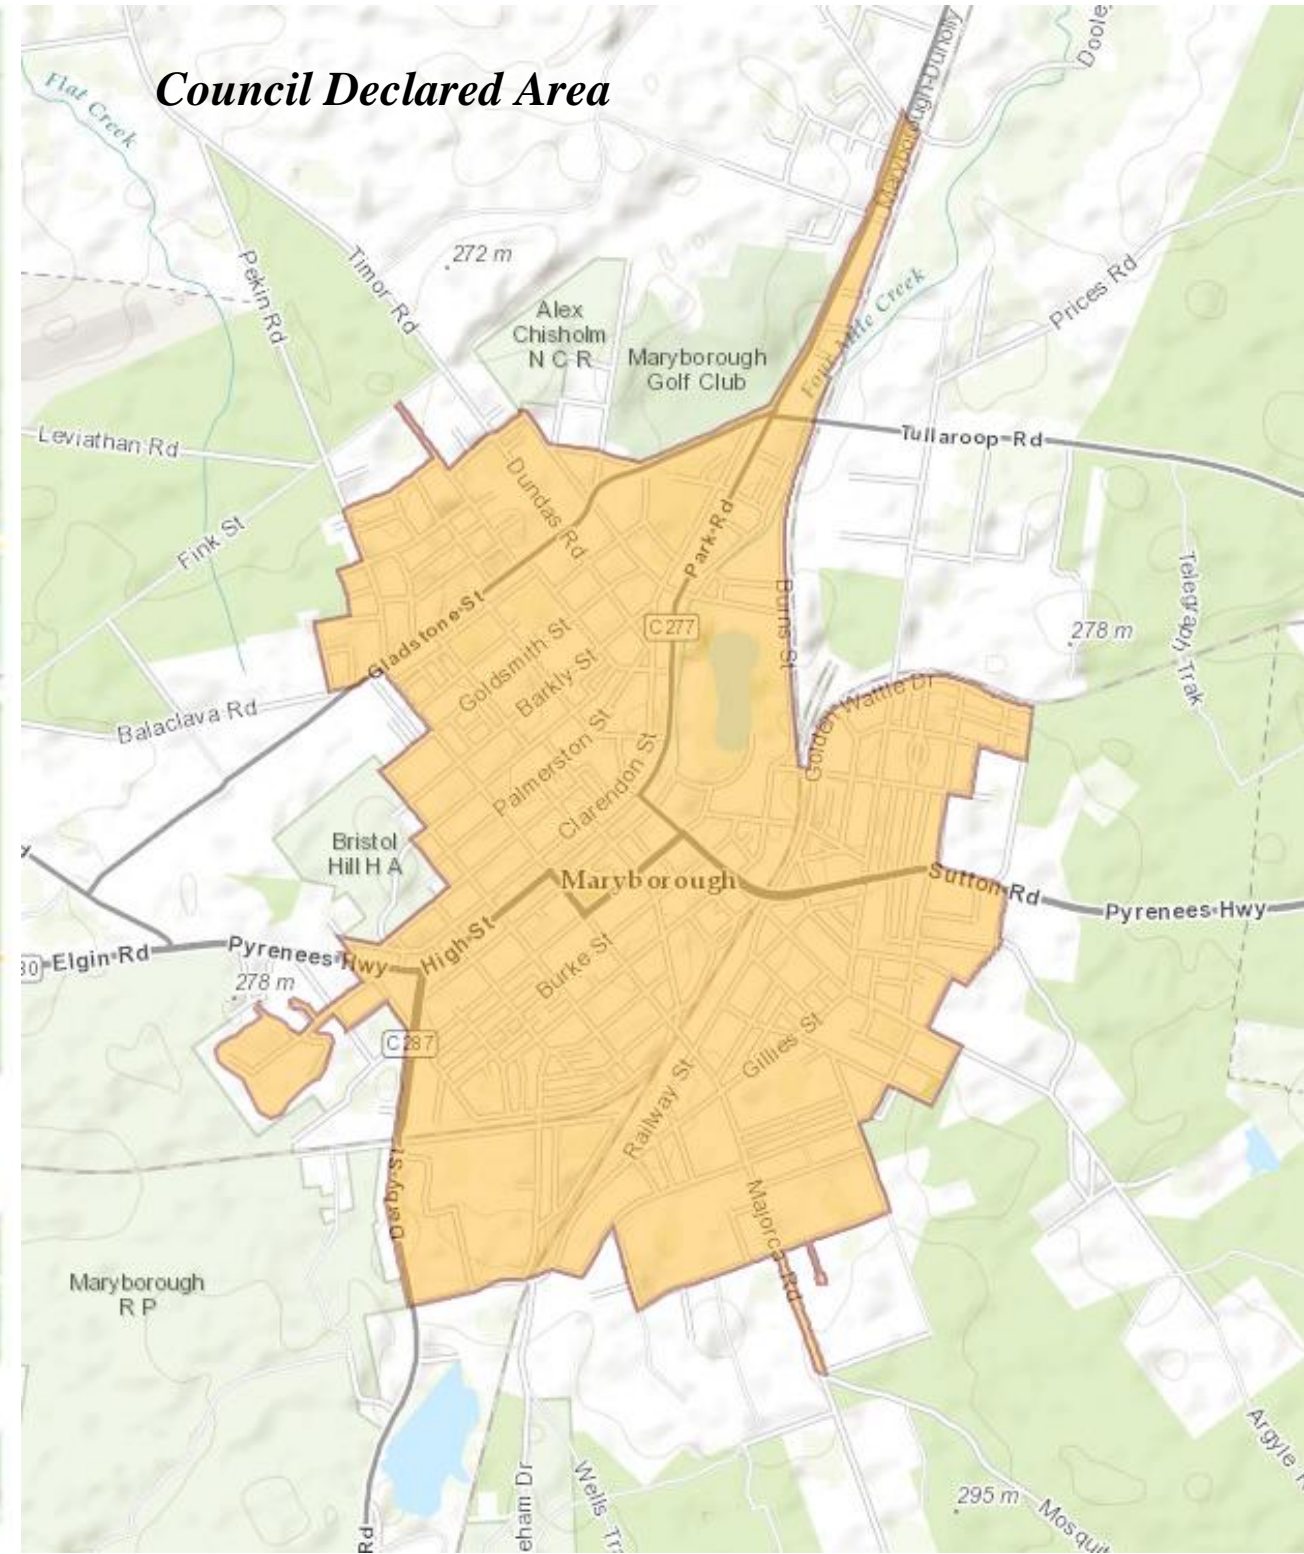 Council Declared Area
Flat Creek
272 m
Pekin Rd
Timor Rd
Alex
Chisholm
N C R
Maryborough
Golf Club
Maryborough-Dunolly
Four Mile Creek
Prices Rd
Leviathan Rd
Tullaroop Rd
Fink St
Dundas Rd
Park Rd
Telegraph Trak
Burns St
C277
278 m
Gladstone St
Goldsmith St
Barkly St
Balaclava Rd
Palmerston St
Clarendon St
Golden Wattle Dr
Bristol
Hill H A
Maryborough
Sutton Rd
Pyrenees Hwy
Elgin Rd
Pyrenees Hwy
High St
Burke St
278 m
C287
Gillies St
Railway St
Derby St
Majorca Rd
Maryborough
R P
Argyle
Wells
295 m
Rd